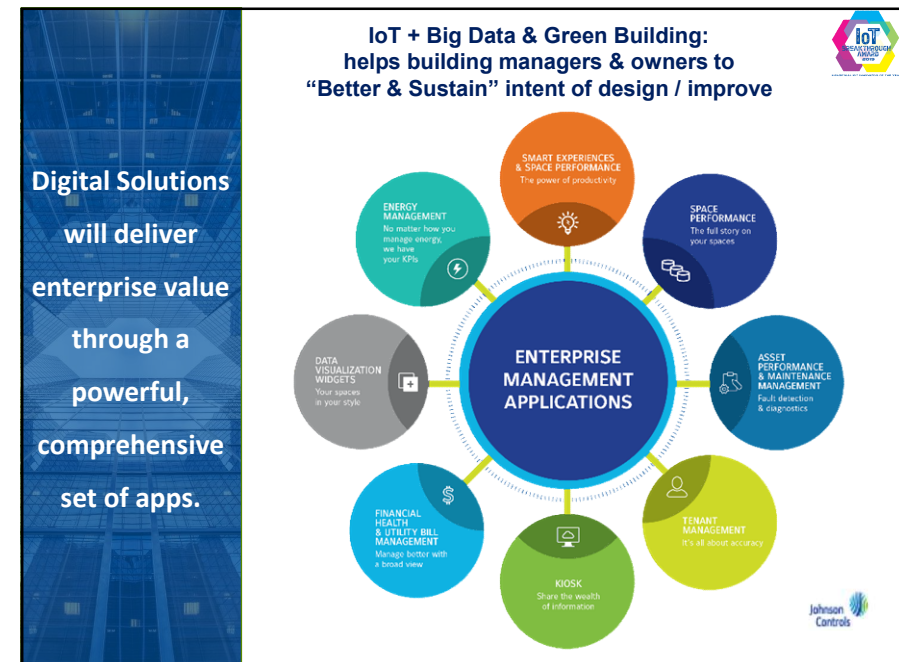 IoT + Big Data & Green Building:
helps building managers & owners to
“Better & Sustain” intent of design / improve
IoT
BREAKTHROUGH
AWARD
Digital Solutions
will deliver
enterprise value
through a
powerful,
comprehensive
set of apps.
SMART EXPERIENCES
& SPACE PERFORMANCE
The power of productivity
SPACE
PERFORMANCE
The full story on
your spaces
ASSET
PERFORMANCE
& MAINTENANCE
MANAGEMENT
Fault detection
& diagnostics
TENANT
MANAGEMENT
It's all about accuracy
KIOSK
Share the wealth
of information
FINANCIAL
HEALTH
& UTILITY BILL
MANAGEMENT
Manage better with
a broad view
DATA
VISUALIZATION
WIDGETS
Your spaces
in your style
ENERGY
MANAGEMENT
No matter how you
manage energy,
we have
your KPIs
ENTERPRISE
MANAGEMENT
APPLICATIONS
Johnson
Controls